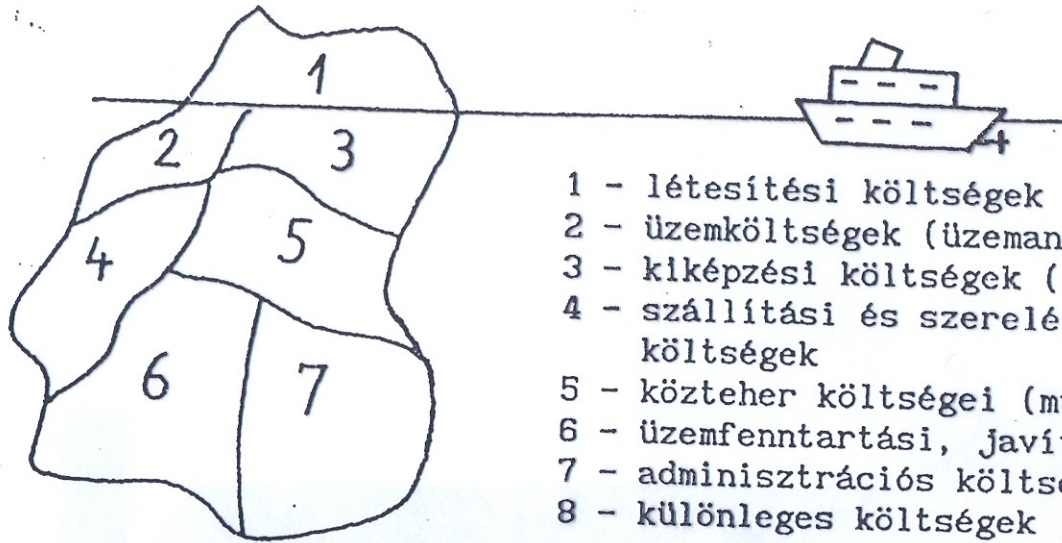 1
2
3
4
5
6
7
1 - létesítési költségek
2 - üzemköltségek (üzeman
3 - kiképzési költségek (
4 - szállítási és szerelé
költségek
5 - közteher költségei (m
6 - üzemfenntartási, javí
7 - adminisztrációs költs
8 - különleges költségek